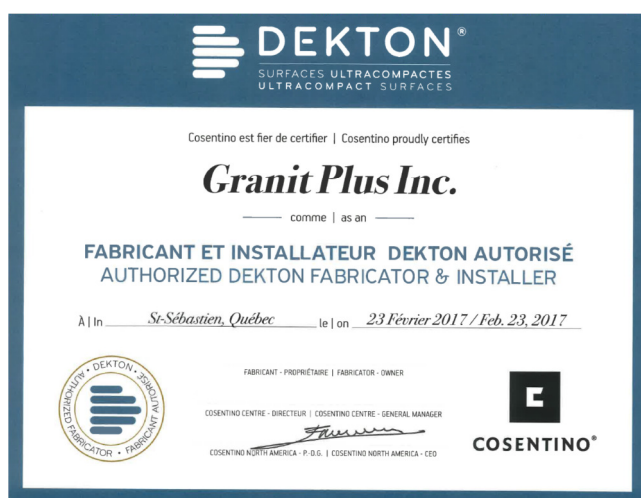 DEKTON®
SURFACES ULTRACOMPACTES
ULTRACOMPACT SURFACES
Cosentino est fier de certifier | Cosentino proudly certifies
Granit Plus Inc.
comme | as an
FABRICANT ET INSTALLATEUR DEKTON AUTORISÉ
AUTHORIZED DEKTON FABRICATOR & INSTALLER
À | In St-Sébastien, Québec le | on 23 Février 2017 / Feb. 23, 2017
DEKTON • FABRICANT AUTORISÉ • AUTHORIZED FABRICATOR •
FABRICANT - PROPRIÉTAIRE | FABRICATOR - OWNER
COSENTINO CENTRE - DIRECTEUR | COSENTINO CENTRE - GENERAL MANAGER
COSENTINO NORTH AMERICA - P.-D.G. | COSENTINO NORTH AMERICA - CEO
COSENTINO®